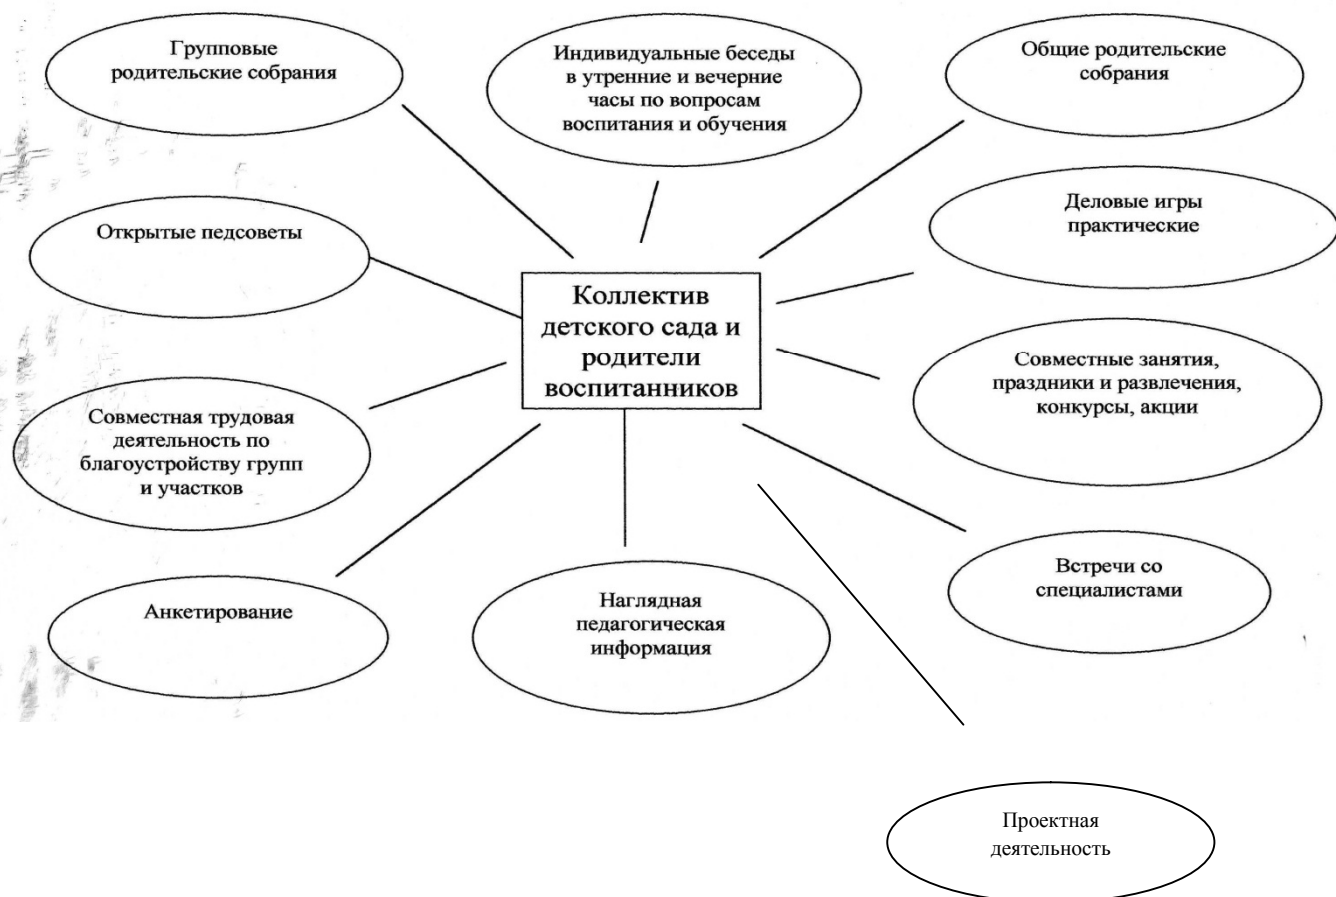 Групповые
родительские собрания
Индивидуальные беседы
в утренние и вечерние
часы по вопросам
воспитания и обучения
Общие родительские
собрания
Открытые педсоветы
Деловые игры
практические
Коллектив
детского сада и
родители
воспитанников
Совместные занятия,
праздники и развлечения,
конкурсы, акции
Совместная трудовая
деятельность по
благоустройству групп
и участков
Анкетирование
Наглядная
педагогическая
информация
Встречи со
специалистами
Проектная
деятельность